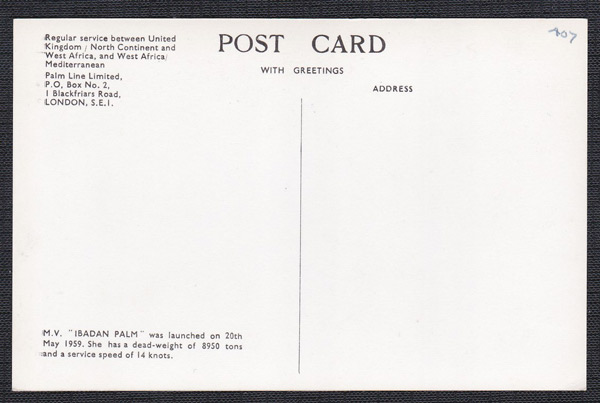 Regular service between United
Kingdom / North Continent and
West Africa, and West Africa/
Mediterranean
Palm Line Limited,
P.O, Box No. 2,
1 Blackfriars Road,
LONDON, S.E.1.
POST CARD
WITH GREETINGS
ADDRESS
M.V. "IBADAN PALM" was launched on 20th
May 1959. She has a dead-weight of 8950 tons
and a service speed of 14 knots.